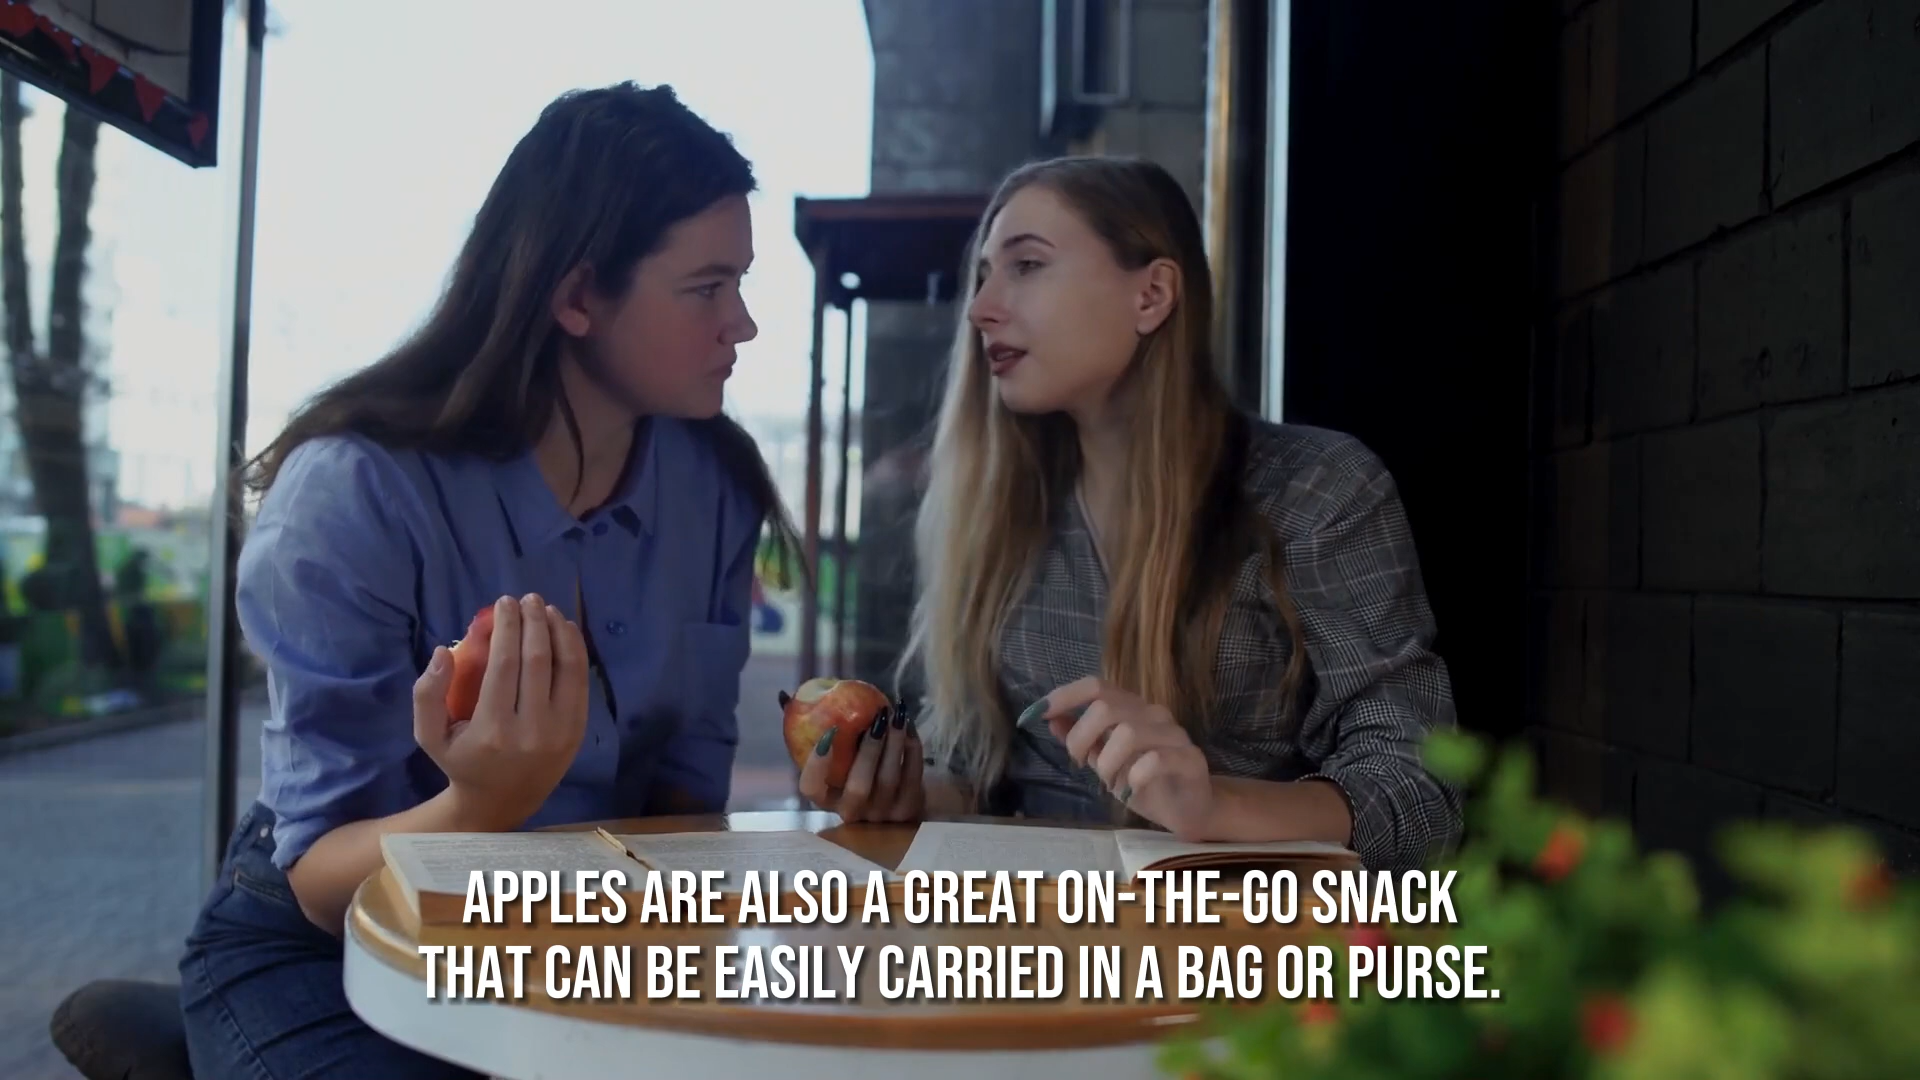 APPLES ARE ALSO A GREAT ON-THE-GO SNACK
THAT CAN BE EASILY CARRIED IN A BAG OR PURSE.